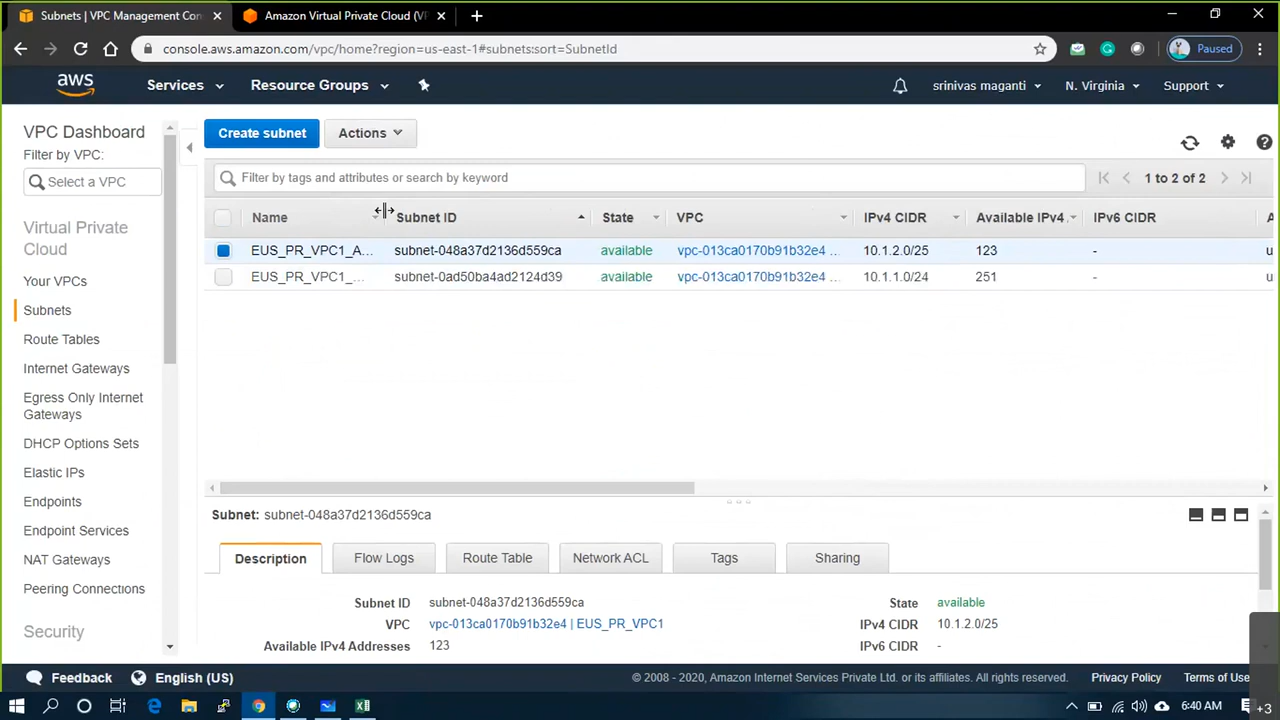 Subnets | VPC Management Con
Amazon Virtual Private Cloud (V
console.aws.amazon.com/vpc/home?region=us-east-1#subnets:sort=SubnetId
Paused
aws
Services
Resource Groups
srinivas maganti
N. Virginia
Support
VPC Dashboard
Filter by VPC:
Select a VPC
Virtual Private
Cloud
Your VPCs
Subnets
Route Tables
Internet Gateways
Egress Only Internet
Gateways
DHCP Options Sets
Elastic IPs
Endpoints
Endpoint Services
NAT Gateways
Peering Connections
Security
Create subnet
Actions
Filter by tags and attributes or search by keyword
1 to 2 of 2
Name Subnet ID State VPC IPv4 CIDR Available IPv4 IPv6 CIDR A
EUS_PR_VPC1_A... subnet-048a37d2136d559ca available vpc-013ca0170b91b32e4 ... 10.1.2.0/25 123 - u
EUS_PR_VPC1_... subnet-0ad50ba4ad2124d39 available vpc-013ca0170b91b32e4 ... 10.1.1.0/24 251 - u
Subnet: subnet-048a37d2136d559ca
Description Flow Logs Route Table Network ACL Tags Sharing
Subnet ID subnet-048a37d2136d559ca State available
VPC vpc-013ca0170b91b32e4 | EUS_PR_VPC1 IPv4 CIDR 10.1.2.0/25
Available IPv4 Addresses 123 IPv6 CIDR -
Feedback
English (US)
© 2008 - 2020, Amazon Internet Services Private Ltd. or its affiliates. All rights reserved.
Privacy Policy
Terms of Use
6:40 AM
+3